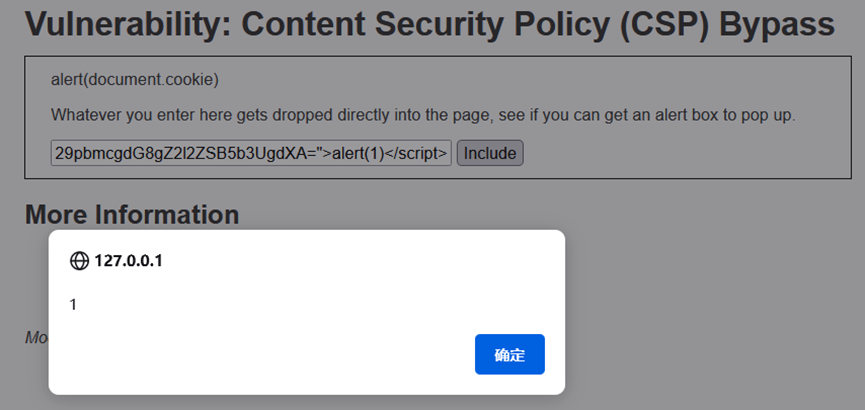 Vulnerability: Content Security Policy (CSP) Bypass
alert(document.cookie)
Whatever you enter here gets dropped directly into the page, see if you can get an alert box to pop up.
29pbmcgdG8gZ2l2ZSB5b3UgdXA=">alert(1)</script> Include
More Information
127.0.0.1
1
Mo
确定